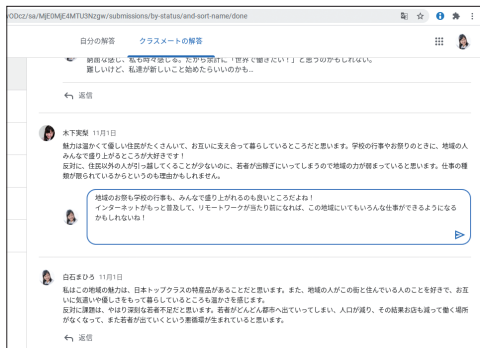 ODcz/sa/MjE0MjE4MTU3Nzgw/submissions/by-status/and-sort-name/done
自分の解答
クラスメートの解答
窮屈な感じ、私も時々感じる。だから余計に「世界で働きたい！」と思うのかもしれない。
難しいけど、私達が新しいこと始めたらいいのかも…
返信
木下実梨 11月1日
魅力は温かくて優しい住民がたくさんいて、お互いに支え合って暮らしているところだと思います。学校の行事やお祭りのときに、地域の人
みんなで盛り上がるところが大好きです！
反対に、住民以外の人が引っ越してくることが少ないのに、若者が出稼ぎにいってしまうので地域の力が弱まっていると思います。仕事の種
類が限られているからというのも理由かもしれません。
地域のお祭も学校の行事も、みんなで盛り上がれるのも良いところだよね！
インターネットがもっと普及して、リモートワークが当たり前になれば、この地域にいてもいろんな仕事ができるようになる
かもしれないね！
白石まひろ 11月1日
私はこの地域の魅力は、日本トップクラスの特産品があることだと思います。また、地域の人がこの街と住んでいる人のことを好きで、お互
いに気遣いや優しさをもって暮らしているところも温かさを感じます。
反対に課題は、やはり深刻な若者不足だと思います。若者がどんどん都市へ出ていってしまい、人口が減り、その結果お店も減って働く場所
がなくなって、また若者が出ていくという悪循環が生まれていると思います。
返信